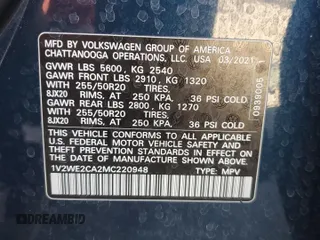 MFD. BY VOLKSWAGEN GROUP OF AMERICA
CHATTANOOGA OPERATIONS, LLC. USA 03/2021
GVWR LBS 5600, KG 2540
GAWR FRONT LBS 2910, KG 1320
WITH 255/50R20 TIRES,
8JX20 RIMS, AT 250 KPA, 36 PSI COLD.
GAWR REAR LBS 2800, KG 1270
WITH 255/50R20 TIRES,
8JX20 RIMS, AT 250 KPA, 36 PSI COLD.
THIS VEHICLE CONFORMS TO ALL APPLICABLE
U.S. FEDERAL MOTOR VEHICLE SAFETY AND
THEFT PREVENTION STANDARDS IN EFFECT ON
THE DATE OF MANUFACTURE SHOWN ABOVE.
1V2WE2CA2MC220948 TYPE: MPV
0939005
DREAMBID